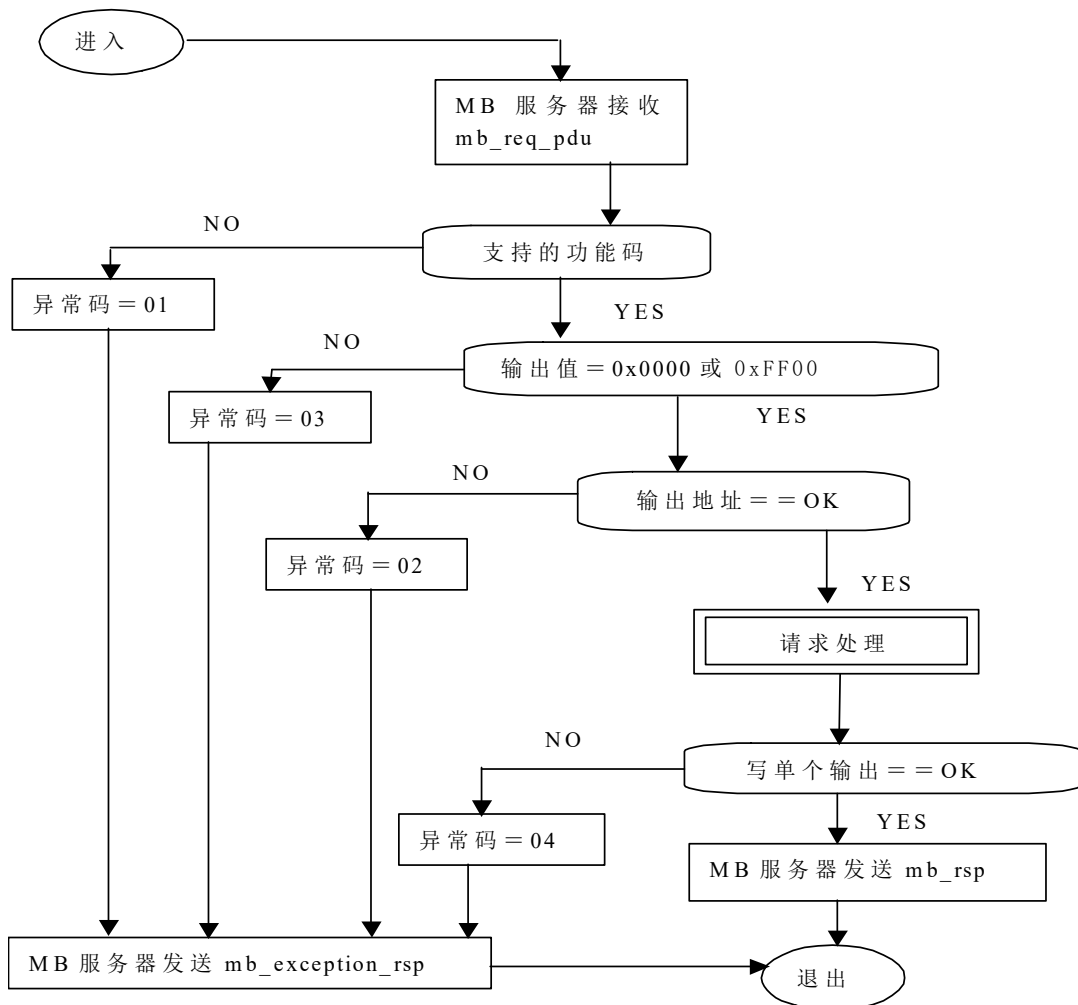 进入
MB 服务器接收
mb_req_pdu
NO
支持的功能码
异常码＝01
YES
NO
输出值＝0x0000 或 0xFF00
异常码＝03
YES
NO
输出地址＝＝OK
异常码＝02
YES
请求处理
NO
写单个输出＝＝OK
异常码＝04
YES
MB 服务器发送 mb_rsp
MB 服务器发送 mb_exception_rsp
退出